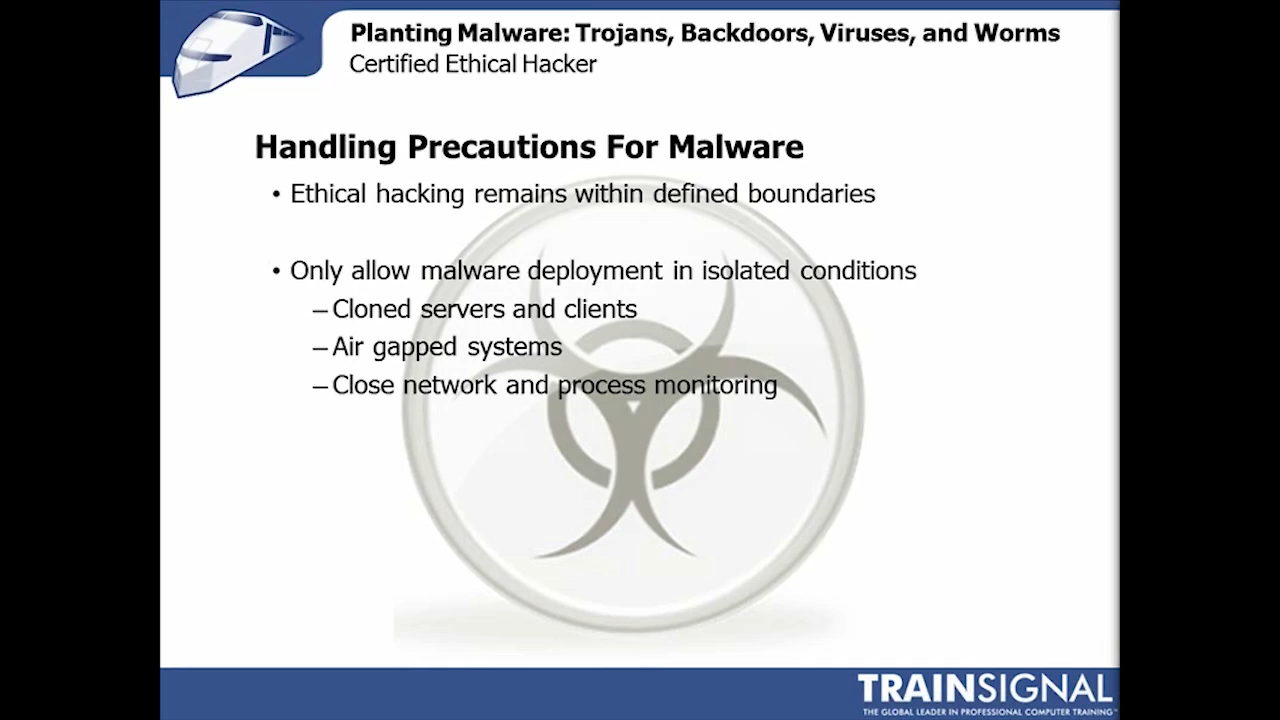 Planting Malware: Trojans, Backdoors, Viruses, and Worms
Certified Ethical Hacker
Handling Precautions For Malware
• Ethical hacking remains within defined boundaries
• Only allow malware deployment in isolated conditions
– Cloned servers and clients
– Air gapped systems
– Close network and process monitoring
TRAINSIGNAL
THE GLOBAL LEADER IN PROFESSIONAL COMPUTER TRAINING